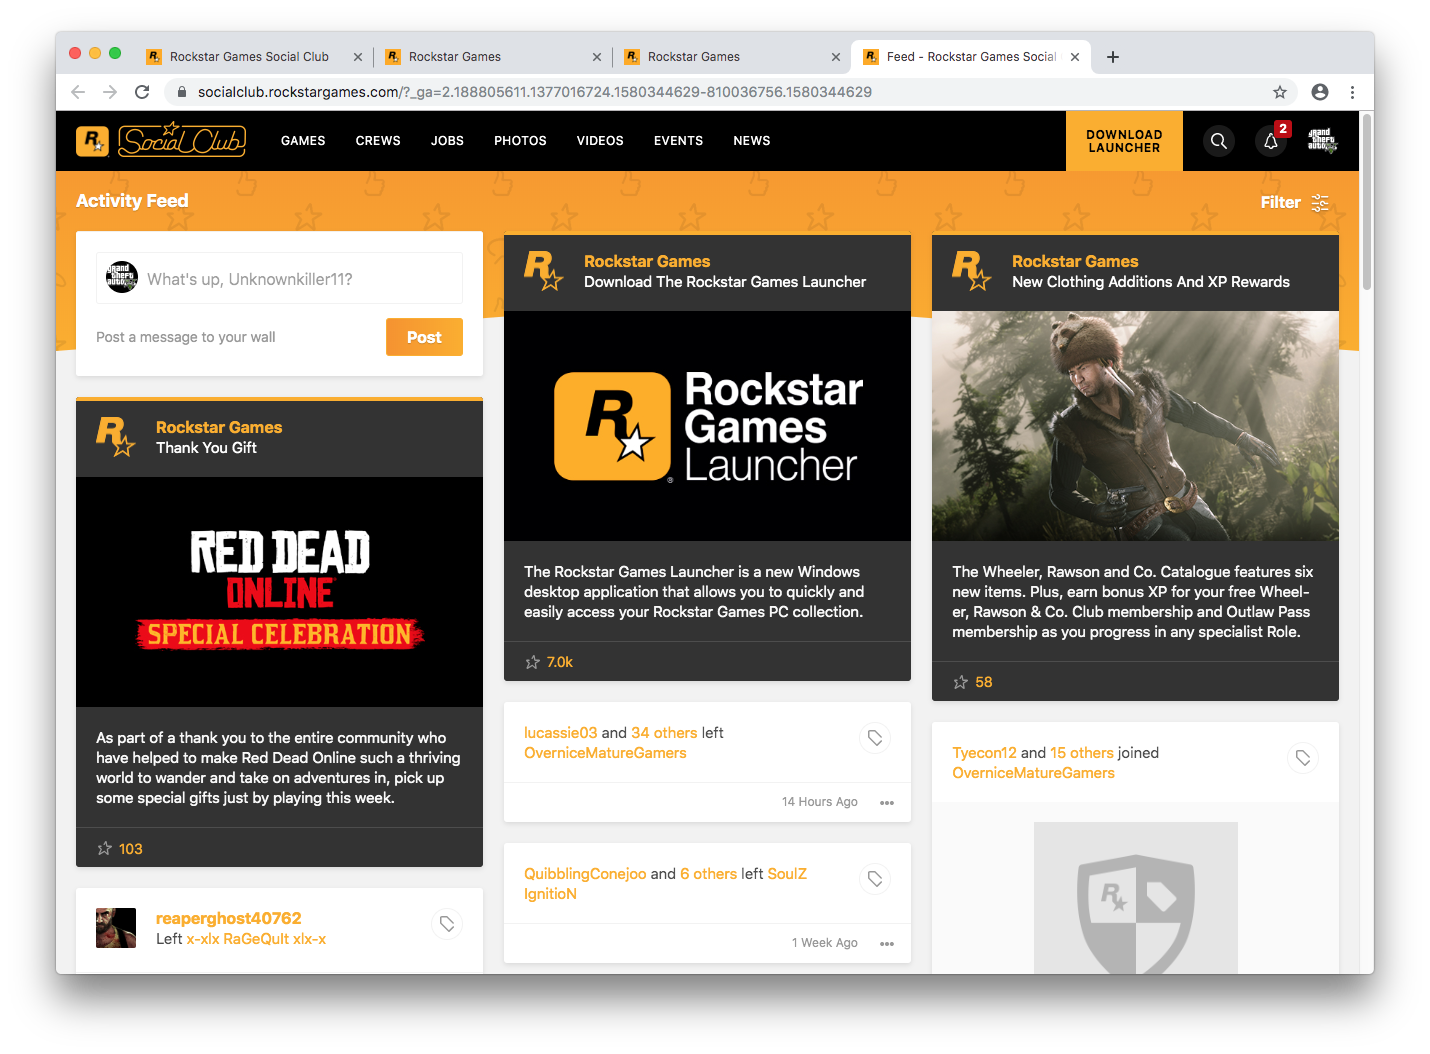 Rockstar Games Social Club
Rockstar Games
Rockstar Games
Feed - Rockstar Games Social
socialclub.rockstargames.com/?_ga=2.188805611.1377016724.1580344629-810036756.1580344629
R
Social Club
GAMES
CREWS
JOBS
PHOTOS
VIDEOS
EVENTS
NEWS
DOWNLOAD
LAUNCHER
2
grand
theft
auto
Activity Feed
Filter
grand
theft
auto
What's up, Unknownkiller11?
Post a message to your wall
Post
R
Rockstar Games
Thank You Gift
RED DEAD
ONLINE
SPECIAL CELEBRATION
As part of a thank you to the entire community who
have helped to make Red Dead Online such a thriving
world to wander and take on adventures in, pick up
some special gifts just by playing this week.
103
reaperghost40762
Left x-xlx RaGeQuIt xlx-x
R
Rockstar Games
Download The Rockstar Games Launcher
R
Rockstar
Games
Launcher
The Rockstar Games Launcher is a new Windows
desktop application that allows you to quickly and
easily access your Rockstar Games PC collection.
7.0k
lucassie03 and 34 others left
OverniceMatureGamers
14 Hours Ago
QuibblingConejoo and 6 others left SoulZ
IgnitioN
1 Week Ago
R
Rockstar Games
New Clothing Additions And XP Rewards
The Wheeler, Rawson and Co. Catalogue features six
new items. Plus, earn bonus XP for your free Wheel-
er, Rawson & Co. Club membership and Outlaw Pass
membership as you progress in any specialist Role.
58
Tyecon12 and 15 others joined
OverniceMatureGamers
R